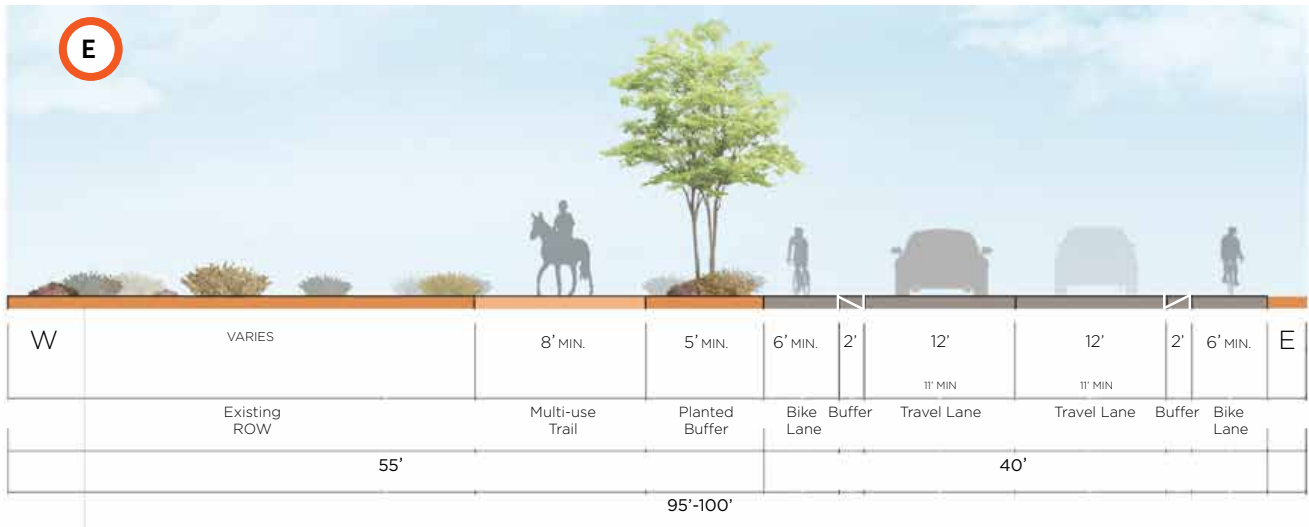 E
W
VARIES
8’ MIN.
5’ MIN.
6’ MIN.
2’
12’
11’ MIN
12’
11’ MIN
2’
6’ MIN.
E
Existing
ROW
Multi-use
Trail
Planted
Buffer
Bike
Lane
Buffer
Travel Lane
Travel Lane
Buffer
Bike
Lane
55’
40’
95’-100’